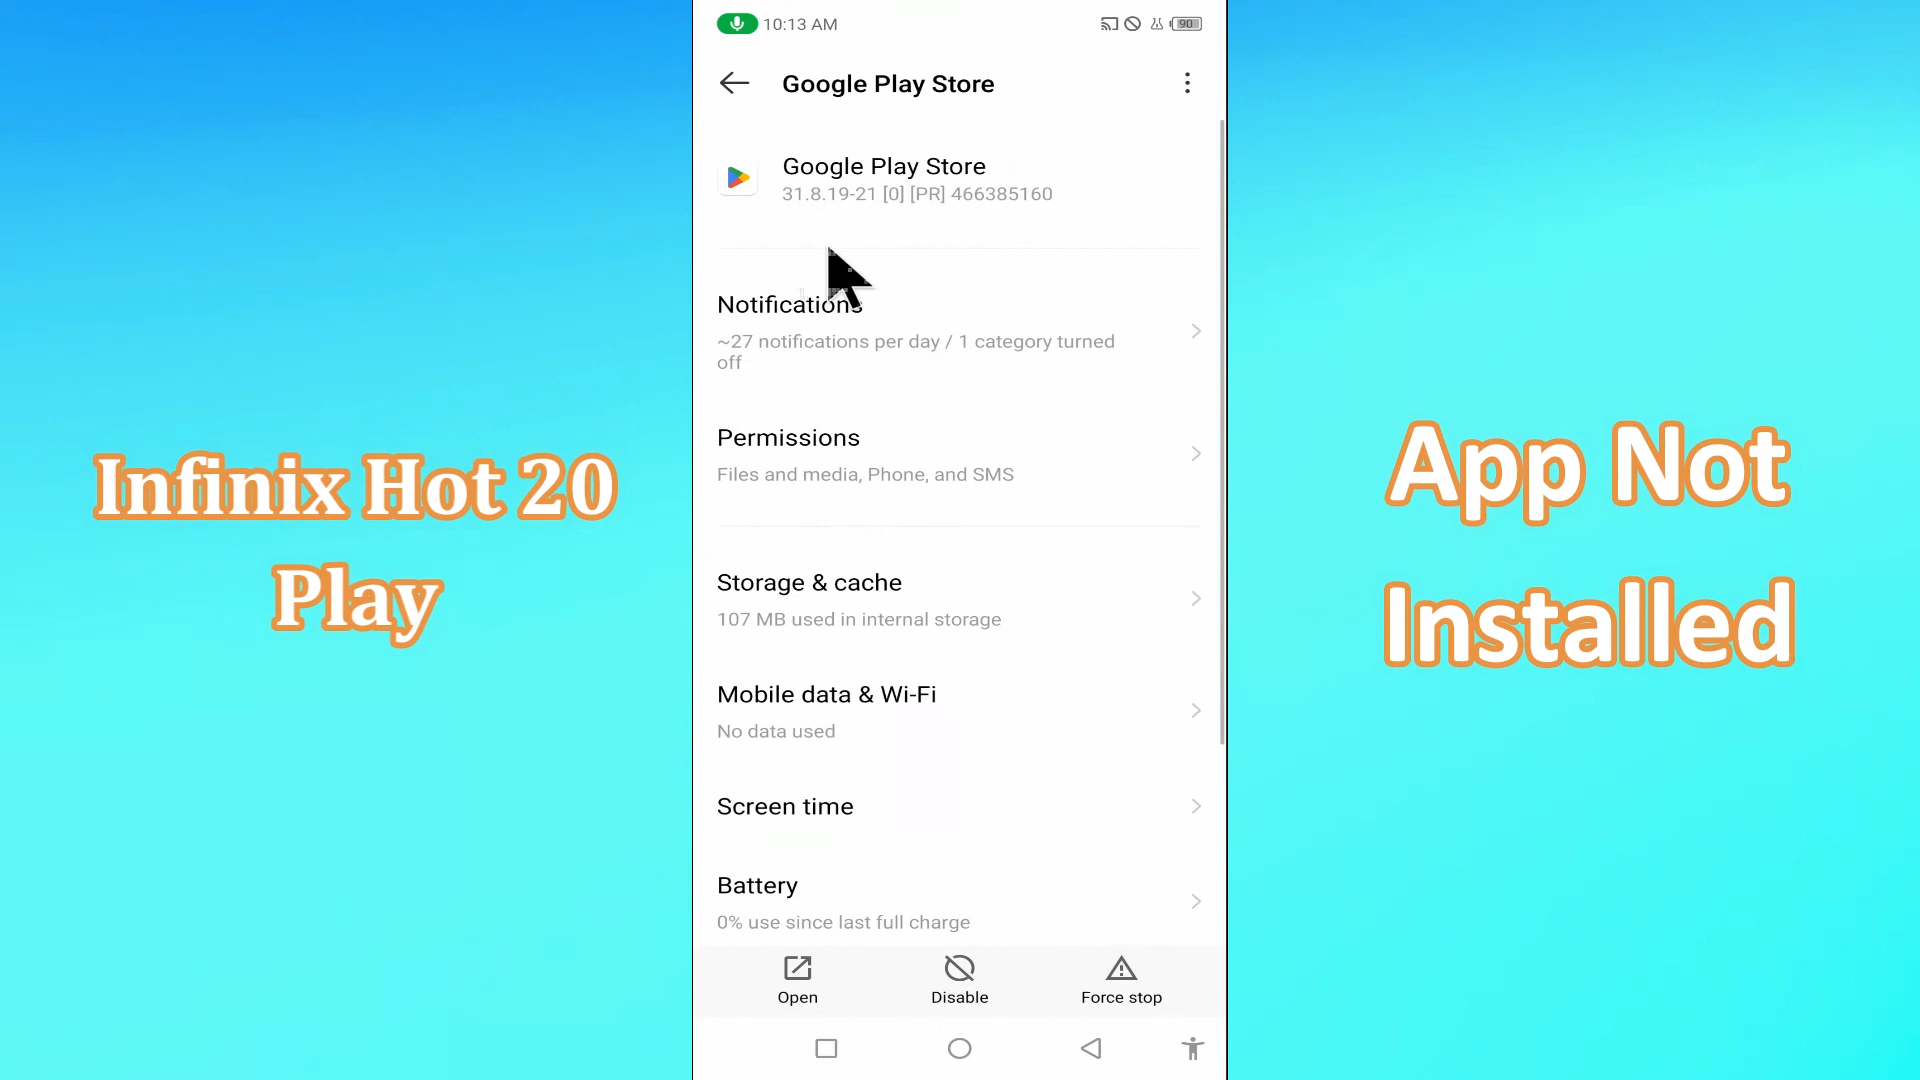 10:13 AM
90
Google Play Store
Google Play Store
31.8.19-21 [0] [PR] 466385160
Notifications
~27 notifications per day / 1 category turned
off
Permissions
Files and media, Phone, and SMS
Storage & cache
107 MB used in internal storage
Mobile data & Wi-Fi
No data used
Screen time
Battery
0% use since last full charge
Open
Disable
Force stop
Infinix Hot 20
Play
App Not
Installed